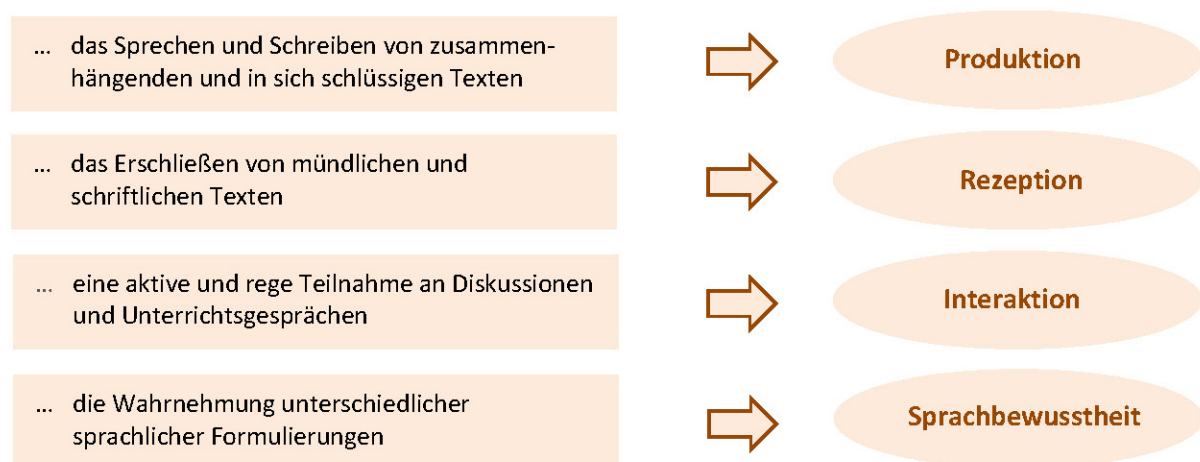 ... das Sprechen und Schreiben von zusammen-
hängenden und in sich schlüssigen Texten
Produktion
... das Erschließen von mündlichen und
schriftlichen Texten
Rezeption
... eine aktive und rege Teilnahme an Diskussionen
und Unterrichtsgesprächen
Interaktion
... die Wahrnehmung unterschiedlicher
sprachlicher Formulierungen
Sprachbewusstheit